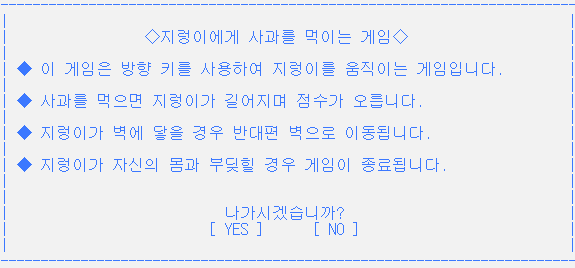 ◇지렁이에게 사과를 먹이는 게임◇
◆ 이 게임은 방향 키를 사용하여 지렁이를 움직이는 게임입니다.
◆ 사과를 먹으면 지렁이가 길어지며 점수가 오릅니다.
◆ 지렁이가 벽에 닿을 경우 반대편 벽으로 이동됩니다.
◆ 지렁이가 자신의 몸과 부딪힐 경우 게임이 종료됩니다.
나가시겠습니까?
[ YES ] [ NO ]